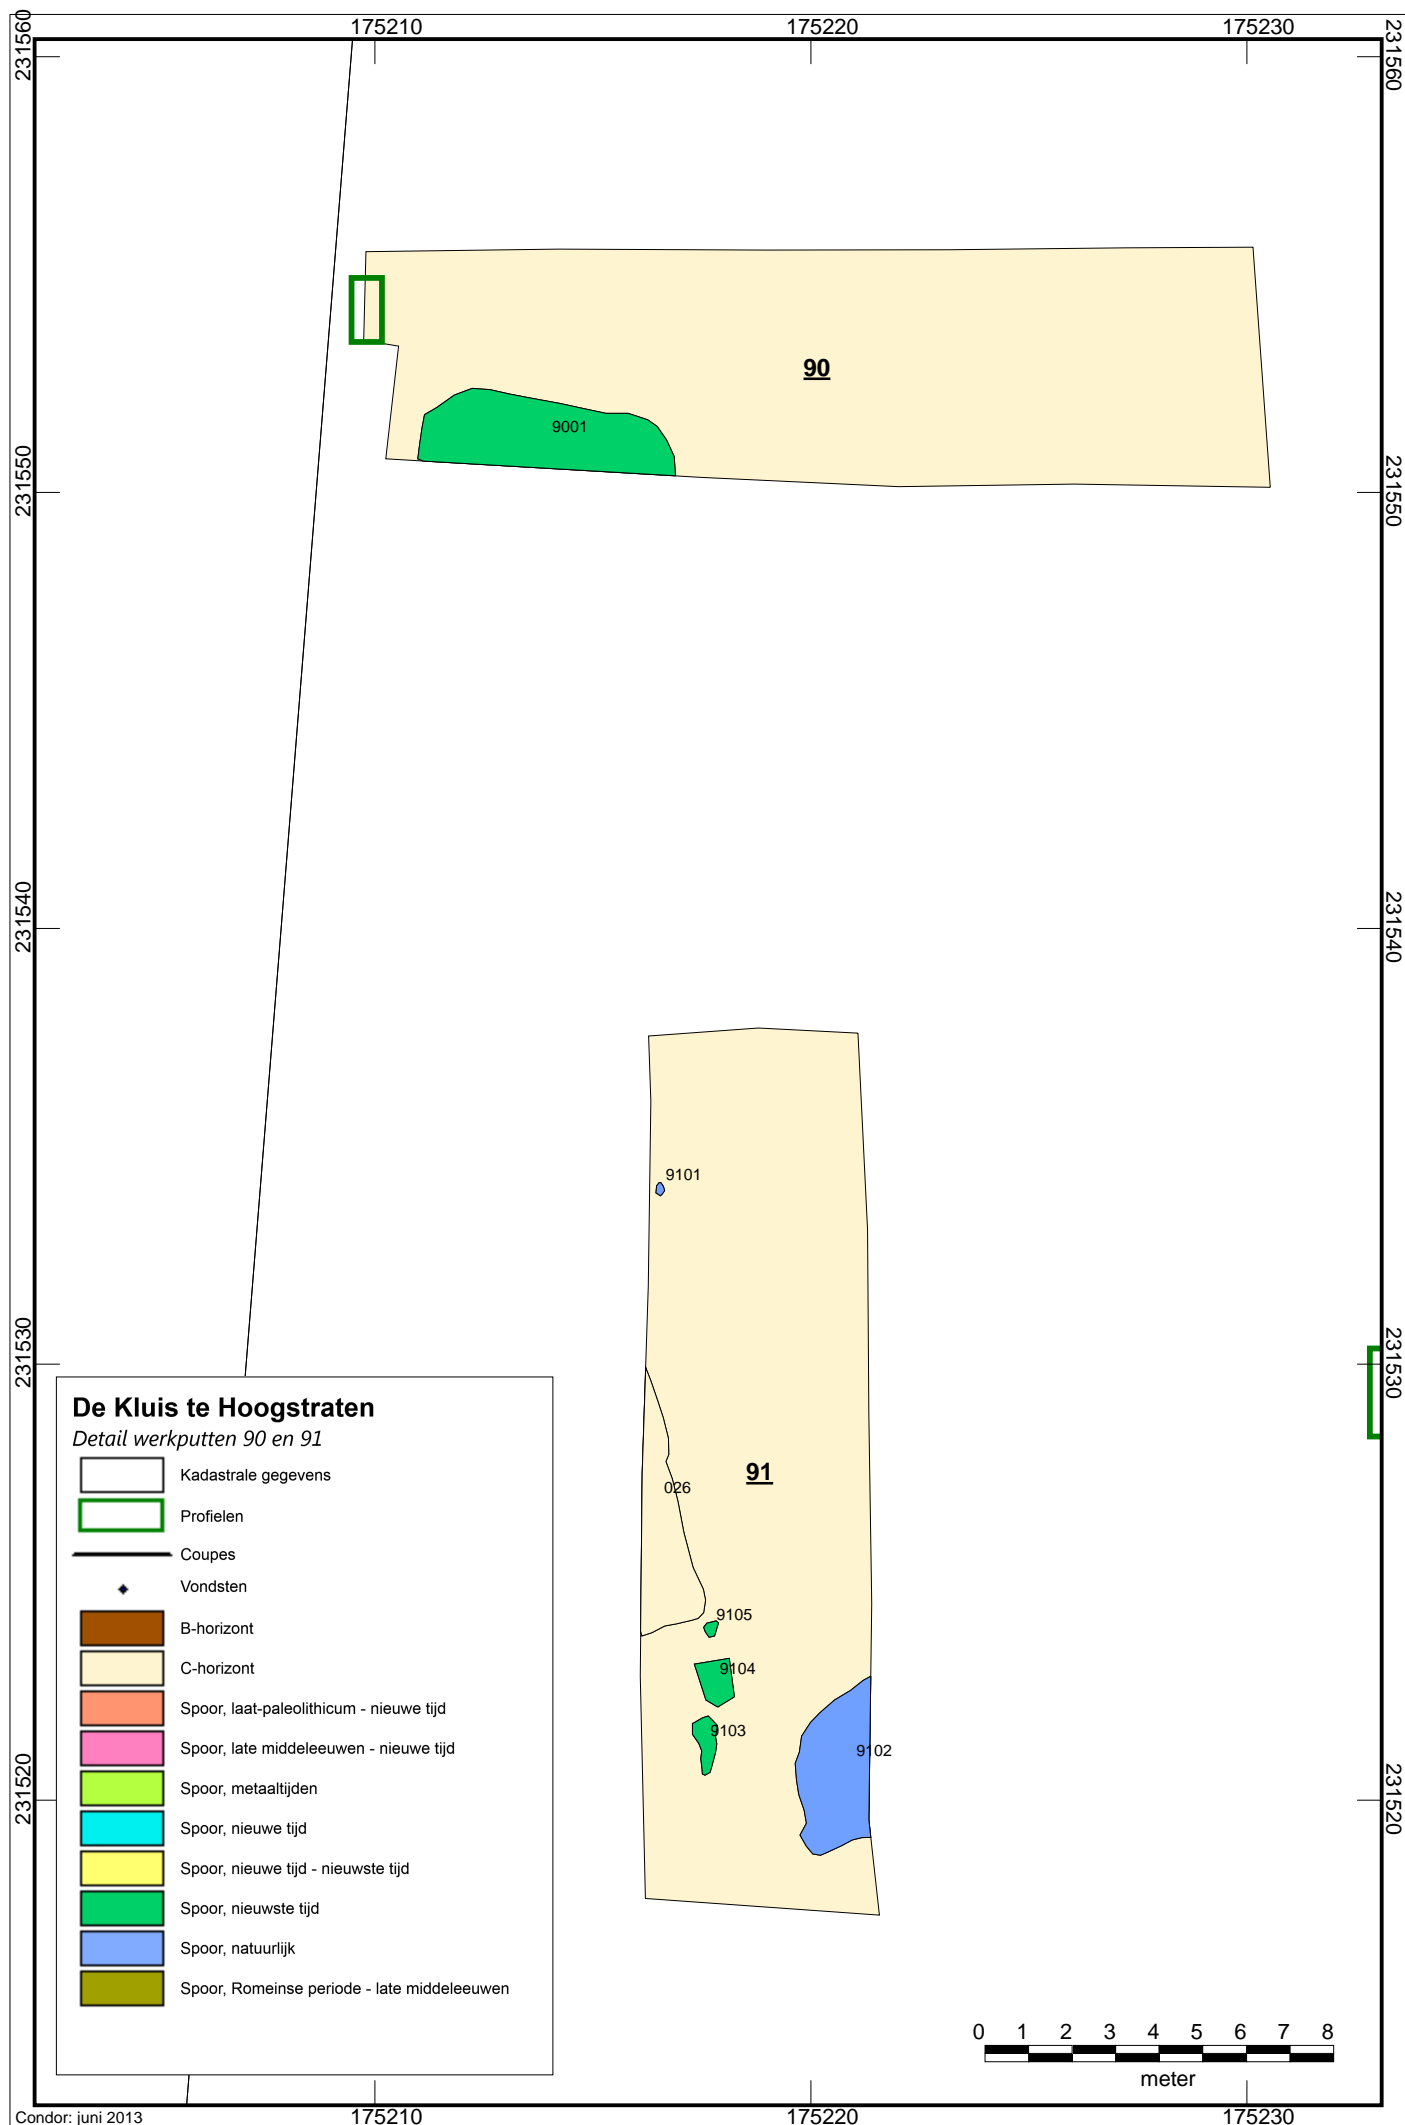 175210 175220 175230
231560 231560
90
9001
231550 231550
231540 231540
9101
231530 231530
91
026
9105
9104
9103
9102
231520 231520
De Kluis te Hoogstraten
Detail werkputten 90 en 91
Kadastrale gegevens
Profielen
Coupes
Vondsten
B-horizont
C-horizont
Spoor, laat-paleolithicum - nieuwe tijd
Spoor, late middeleeuwen - nieuwe tijd
Spoor, metaaltijden
Spoor, nieuwe tijd
Spoor, nieuwe tijd - nieuwste tijd
Spoor, nieuwste tijd
Spoor, natuurlijk
Spoor, Romeinse periode - late middeleeuwen
0 1 2 3 4 5 6 7 8
meter
Condor: juni 2013
175210 175220 175230